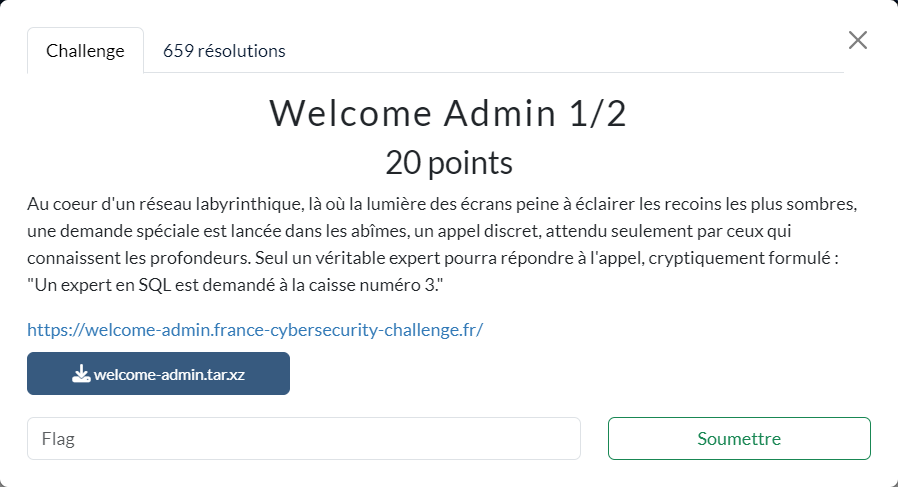 Challenge
659 résolutions
Welcome Admin 1/2
20 points
Au coeur d'un réseau labyrinthique, là où la lumière des écrans peine à éclairer les recoins les plus sombres,
une demande spéciale est lancée dans les abîmes, un appel discret, attendu seulement par ceux qui
connaissent les profondeurs. Seul un véritable expert pourra répondre à l'appel, cryptiquement formulé :
"Un expert en SQL est demandé à la caisse numéro 3."
https://welcome-admin.france-cybersecurity-challenge.fr/
welcome-admin.tar.xz
Flag
Soumettre